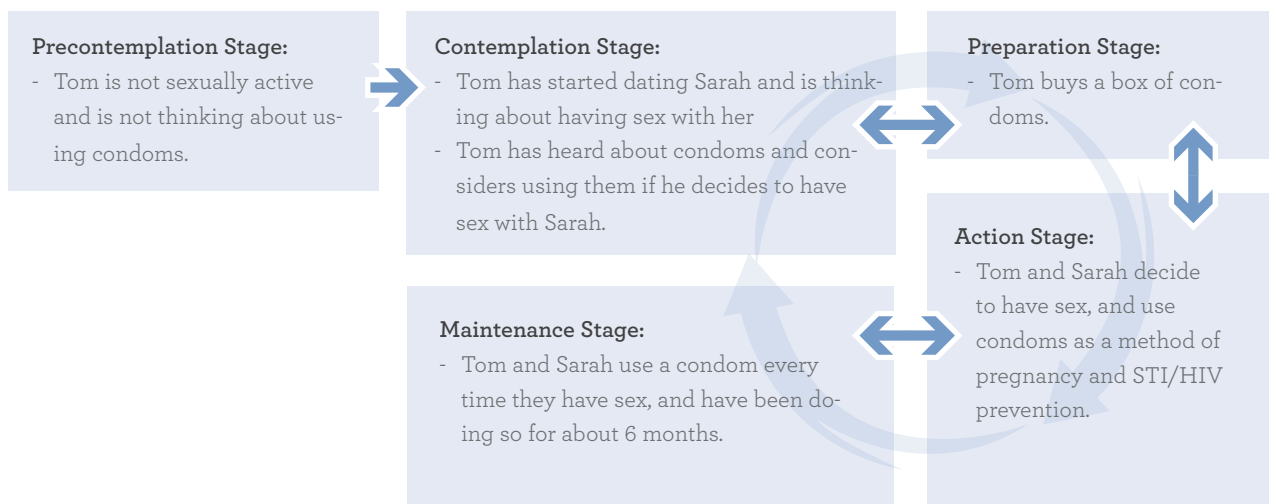 Precontemplation Stage:
- Tom is not sexually active
and is not thinking about us-
ing condoms.
Contemplation Stage:
- Tom has started dating Sarah and is think-
ing about having sex with her
- Tom has heard about condoms and con-
siders using them if he decides to have
sex with Sarah.
Preparation Stage:
- Tom buys a box of con-
doms.
Action Stage:
- Tom and Sarah decide
to have sex, and use
condoms as a method of
pregnancy and STI/HIV
prevention.
Maintenance Stage:
- Tom and Sarah use a condom every
time they have sex, and have been do-
ing so for about 6 months.